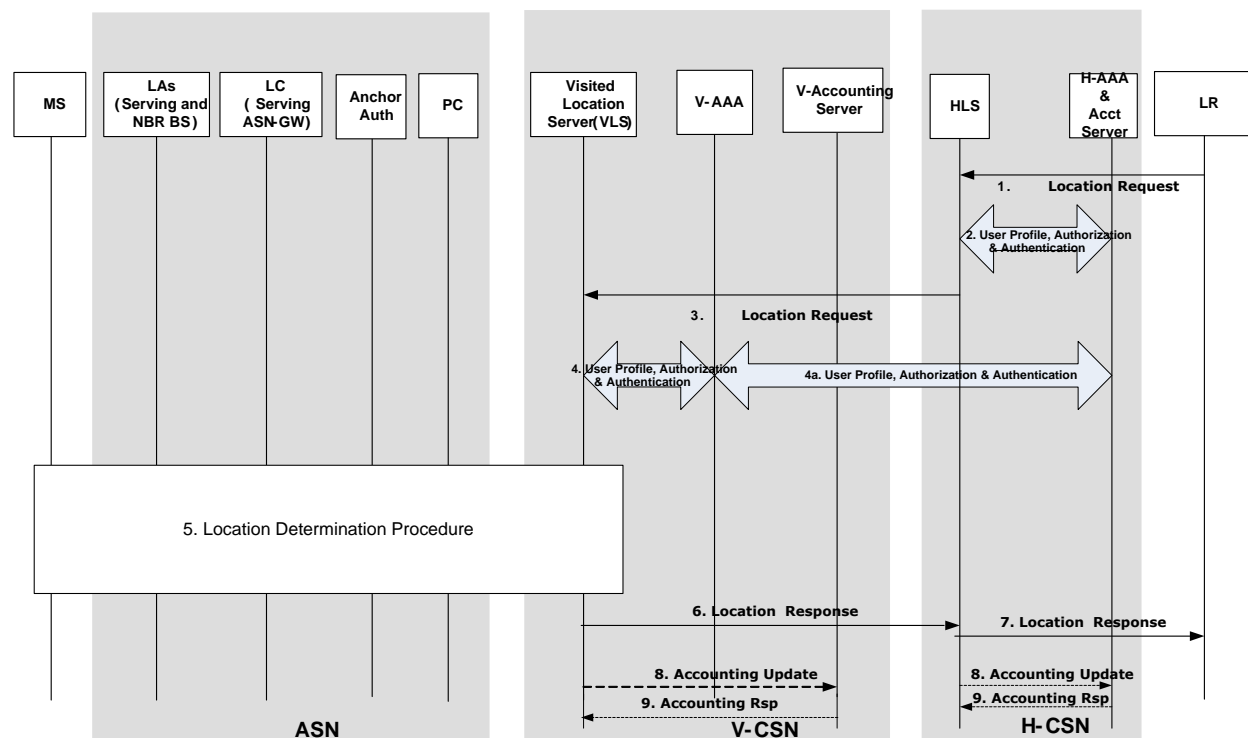 MS
LAs
(Serving and
NBR BS)
LC
( Serving
ASN-GW)
Anchor
Auth
PC
Visited
Location
Server(VLS)
V-AAA
V-Accounting
Server
HLS
H-AAA
&
Acct
Server
LR
1. Location Request
2. User Profile, Authorization
& Authentication
3. Location Request
4. User Profile, Authorization
& Authentication
4a. User Profile, Authorization & Authentication
5. Location Determination Procedure
6. Location Response
7. Location Response
8. Accounting Update
8. Accounting Update
9. Accounting Rsp
9. Accounting Rsp
ASN
V-CSN
H-CSN